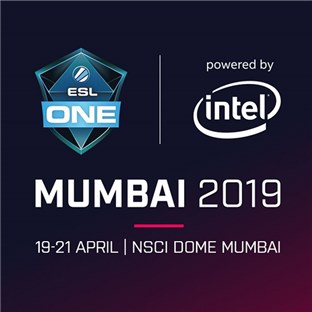 ESL
ONE
powered by
intel
MUMBAI 2019
19-21 APRIL | NSCI DOME MUMBAI